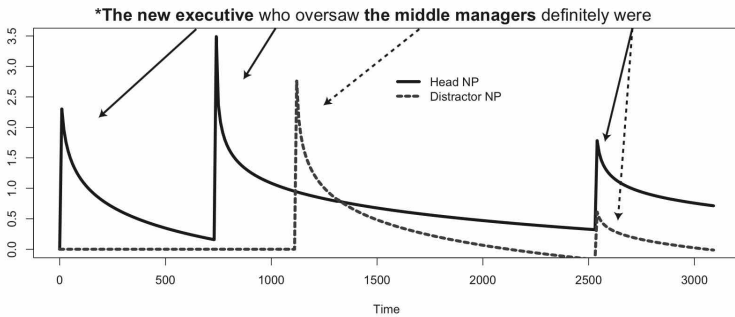 *The new executive who oversaw the middle managers definitely were
3.5
3.0
2.5
2.0
1.5
1.0
0.5
0.0
Head NP
Distractor NP
0 500 1000 1500 2000 2500 3000
Time